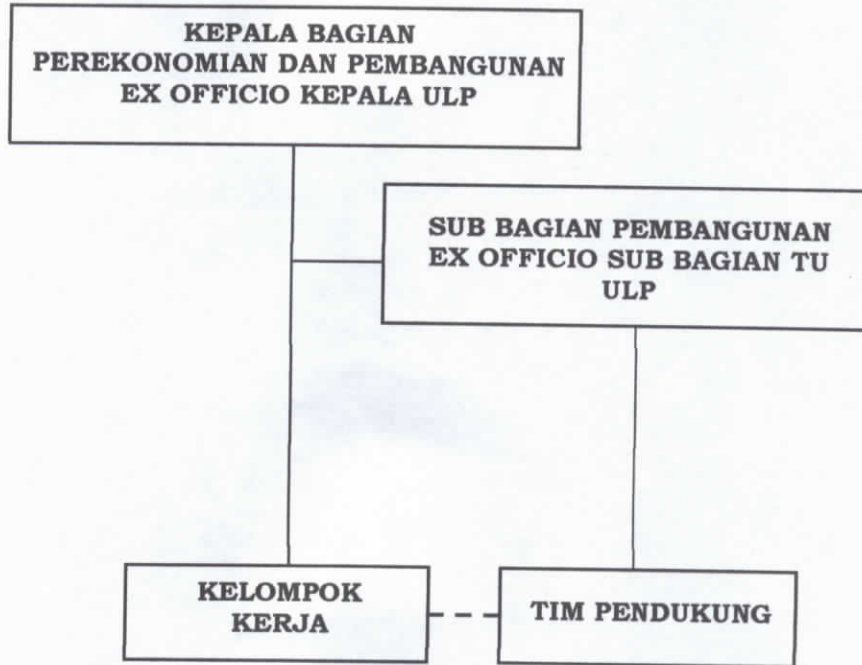 KEPALA BAGIAN
PEREKONOMIAN DAN PEMBANGUNAN
EX OFFICIO KEPALA ULP
SUB BAGIAN PEMBANGUNAN
EX OFFICIO SUB BAGIAN TU
ULP
KELOMPOK
KERJA
TIM PENDUKUNG